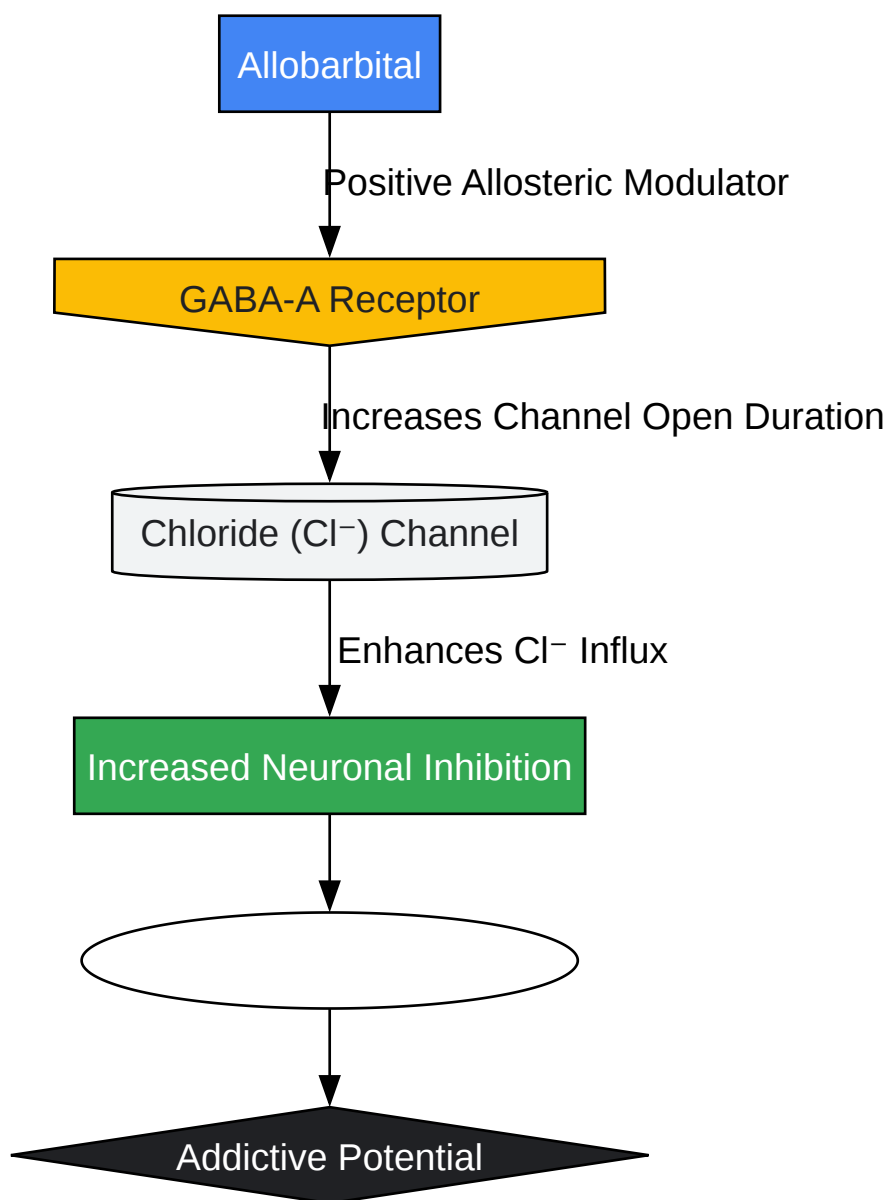 Allobarbital
Positive Allosteric Modulator
GABA-A Receptor
Increases Channel Open Duration
Chloride (Cl⁻) Channel
Enhances Cl⁻ Influx
Increased Neuronal Inhibition
Addictive Potential